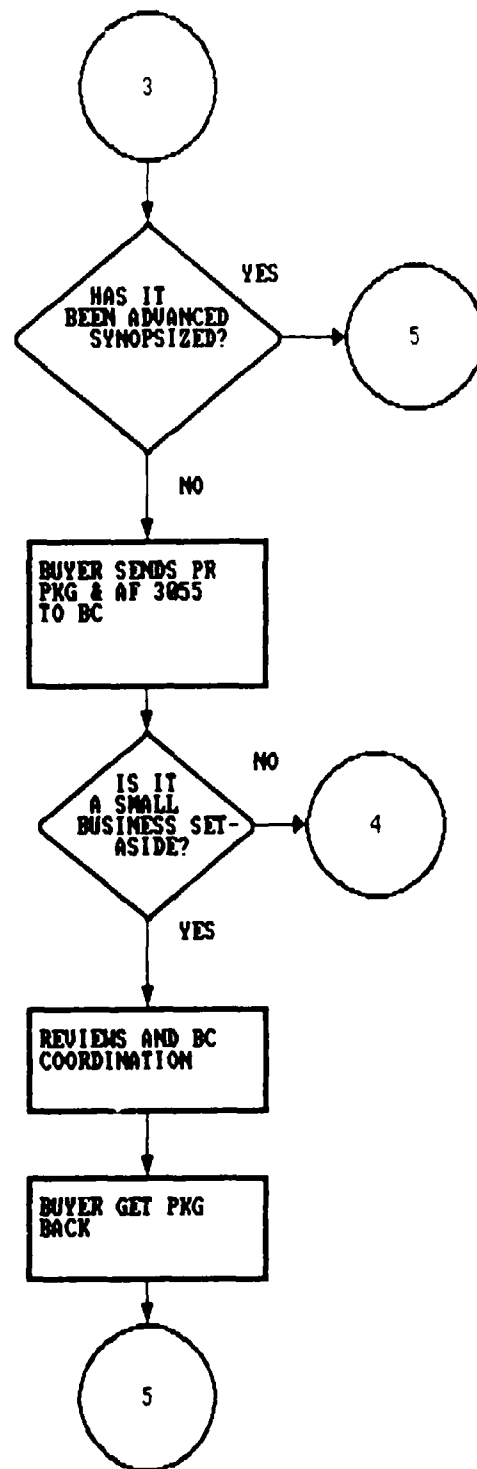 3
HAS IT
BEEN ADVANCED
SYNOPSIZED?
YES
5
NO
BUYER SENDS PR
PKG & AF 3055
TO BC
IS IT
A SMALL
BUSINESS SET-
ASIDE?
NO
4
YES
REVIEWS AND BC
COORDINATION
BUYER GET PKG
BACK
5